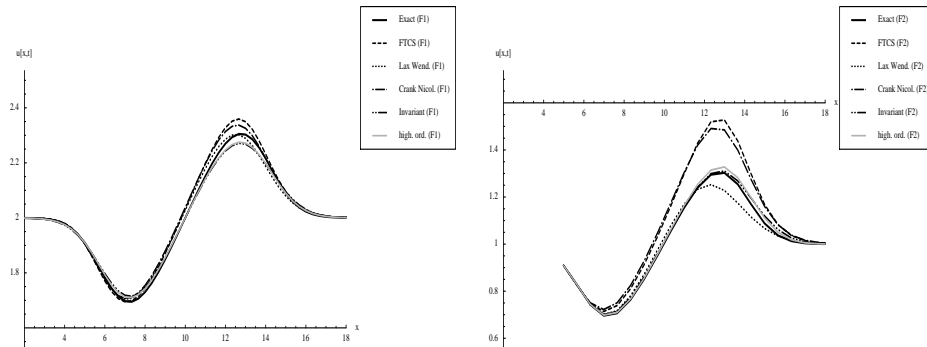 Exact (F1)
FTCS (F1)
Lax Wend. (F1)
Crank Nicol. (F1)
Invariant (F1)
high. ord. (F1)
u[x,t]
2.4
2.2
2
1.8
4 6 8 10 12 14 16 18
x
Exact (F2)
FTCS (F2)
Lax Wend. (F2)
Crank Nicol. (F2)
Invariant (F2)
high. ord. (F2)
u[x,t]
x
4 6 8 10 12 14 16 18
1.4
1.2
1
0.8
0.6